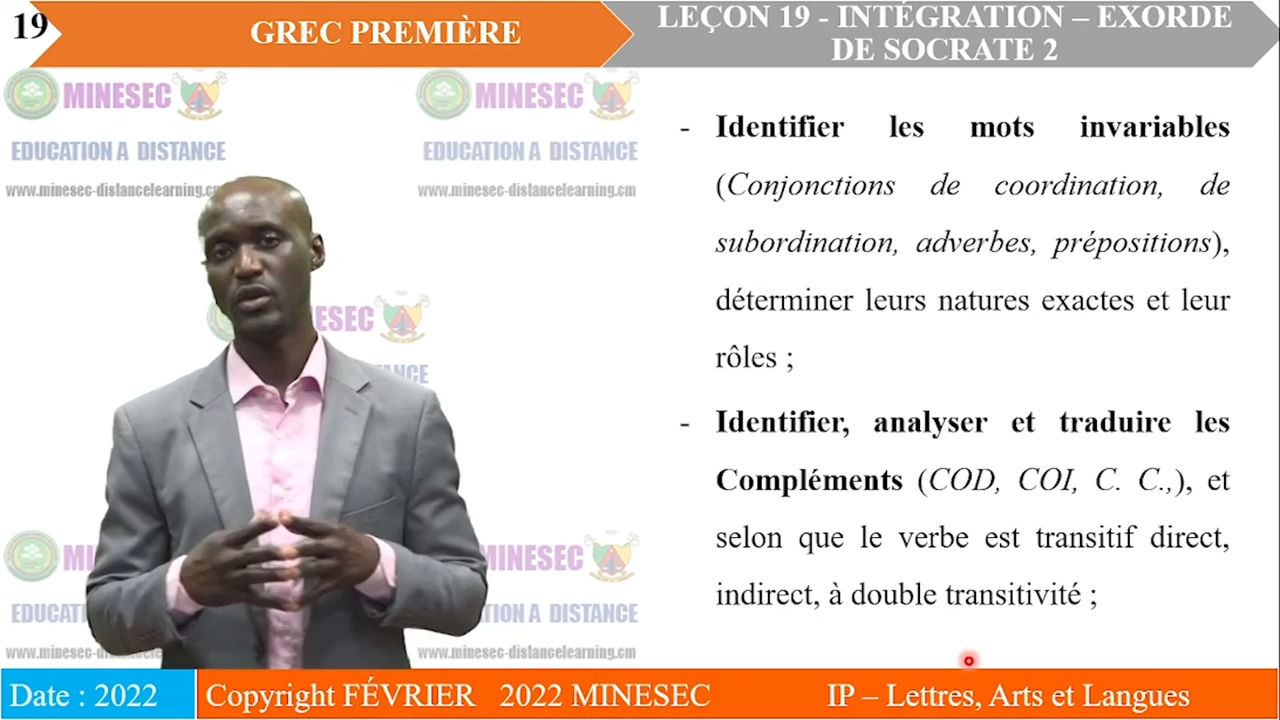 19
GREC PREMIÈRE
LEÇON 19 - INTÉGRATION – EXORDE
DE SOCRATE 2
MINESEC
MINESEC
EDUCATION A DISTANCE
EDUCATION A DISTANCE
www.minesec-distancelearning.cm
www.minesec-distancelearning.cm
- Identifier les mots invariables
(Conjonctions de coordination, de
subordination, adverbes, prépositions),
déterminer leurs natures exactes et leur
rôles ;
- Identifier, analyser et traduire les
Compléments (COD, COI, C. C.,), et
selon que le verbe est transitif direct,
indirect, à double transitivité ;
Date : 2022
Copyright FÉVRIER 2022 MINESEC
IP – Lettres, Arts et Langues